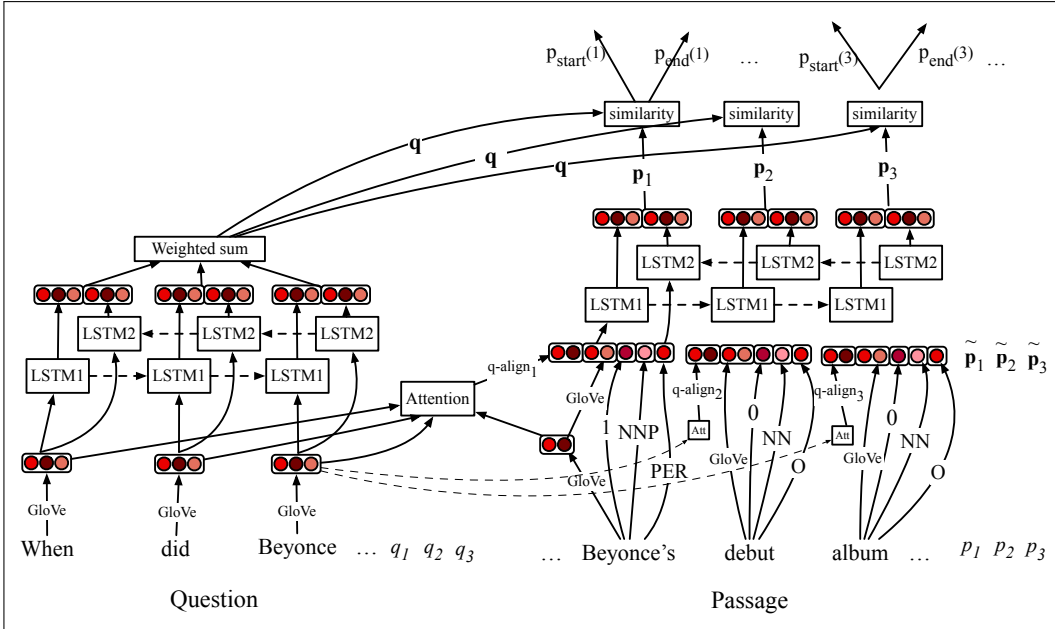 p_start(1) p_end(1) … p_start(3) p_end(3) …
similarity similarity similarity
q q q p_1 p_2 p_3
Weighted sum
LSTM2 LSTM2 LSTM2
LSTM1 LSTM1 LSTM1
LSTM2 LSTM2 LSTM2
LSTM1 LSTM1 LSTM1
q-align_1 p̃_1 p̃_2 p̃_3
Attention GloVe q-align_2 q-align_3
1 NNP 0 0
Att Att
NN NN
PER GloVe O GloVe O
GloVe GloVe GloVe GloVe
When did Beyonce … q_1 q_2 q_3 … Beyonce's debut album … p_1 p_2 p_3
Question Passage